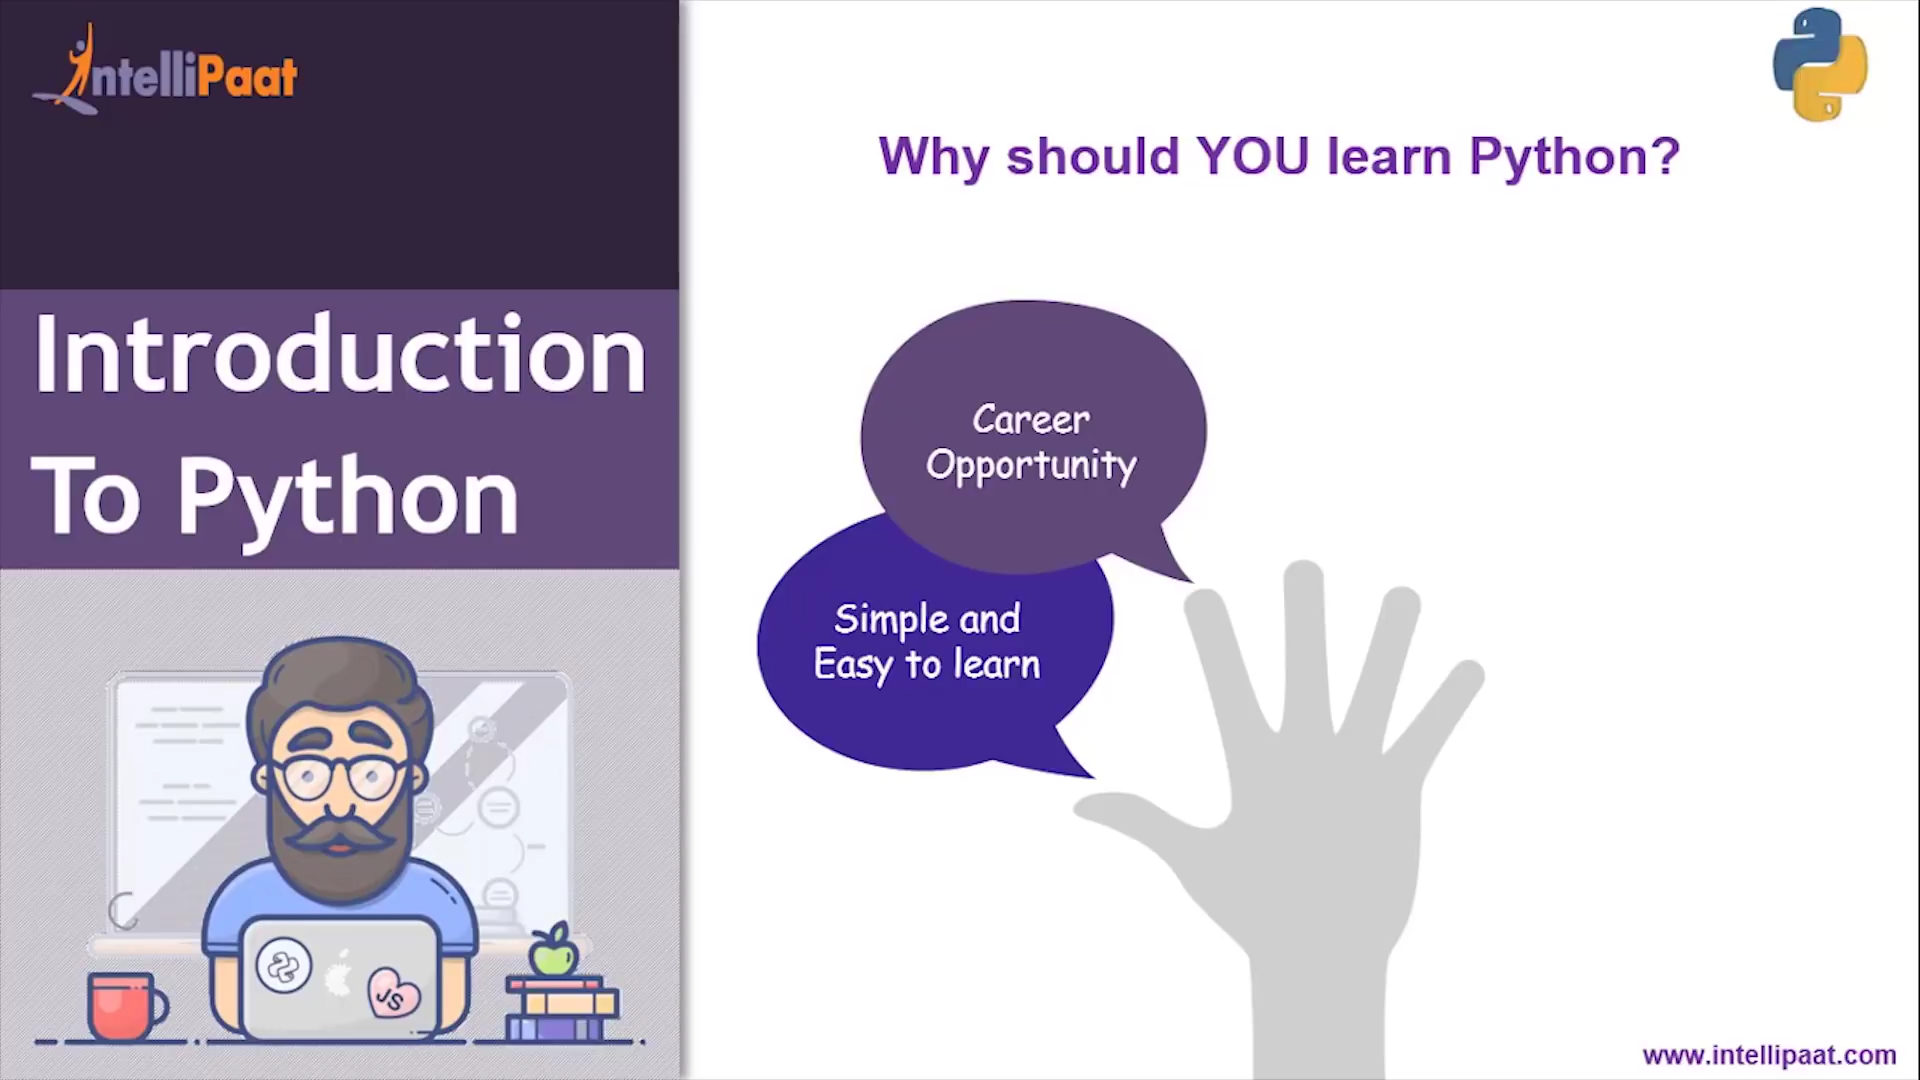 IntelliPaat
Introduction
To Python
JS
Why should YOU learn Python?
Career
Opportunity
Simple and
Easy to learn
www.intellipaat.com